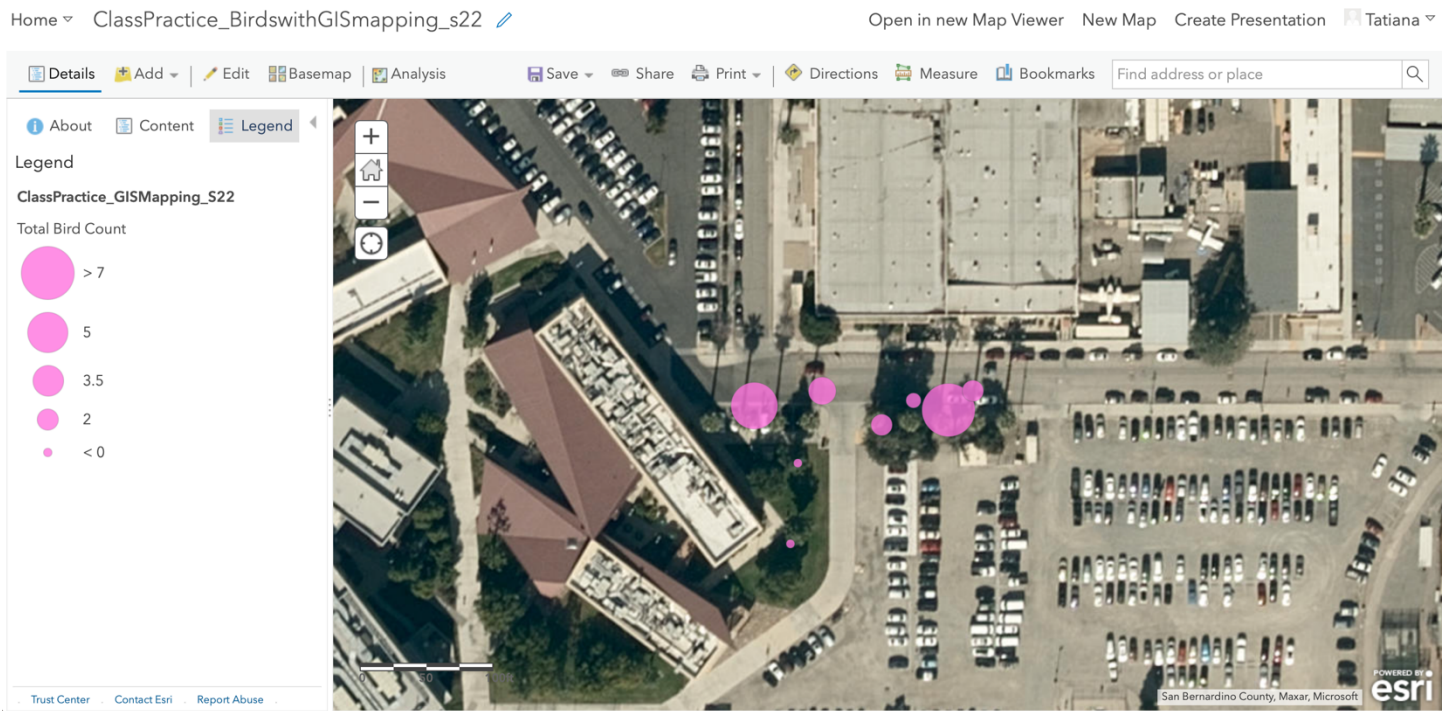 Home ClassPractice_BirdswithGISmapping_s22 Open in new Map Viewer New Map Create Presentation Tatiana
Details Add Edit Basemap Analysis Save Share Print Directions Measure Bookmarks Find address or place
About Content Legend
Legend
ClassPractice_GISMapping_S22
Total Bird Count
> 7
5
3.5
2
< 0
+
−
0 50
Trust Center Contact Esri Report Abuse
San Bernardino County, Maxar, Microsoft
POWERED BY
esri